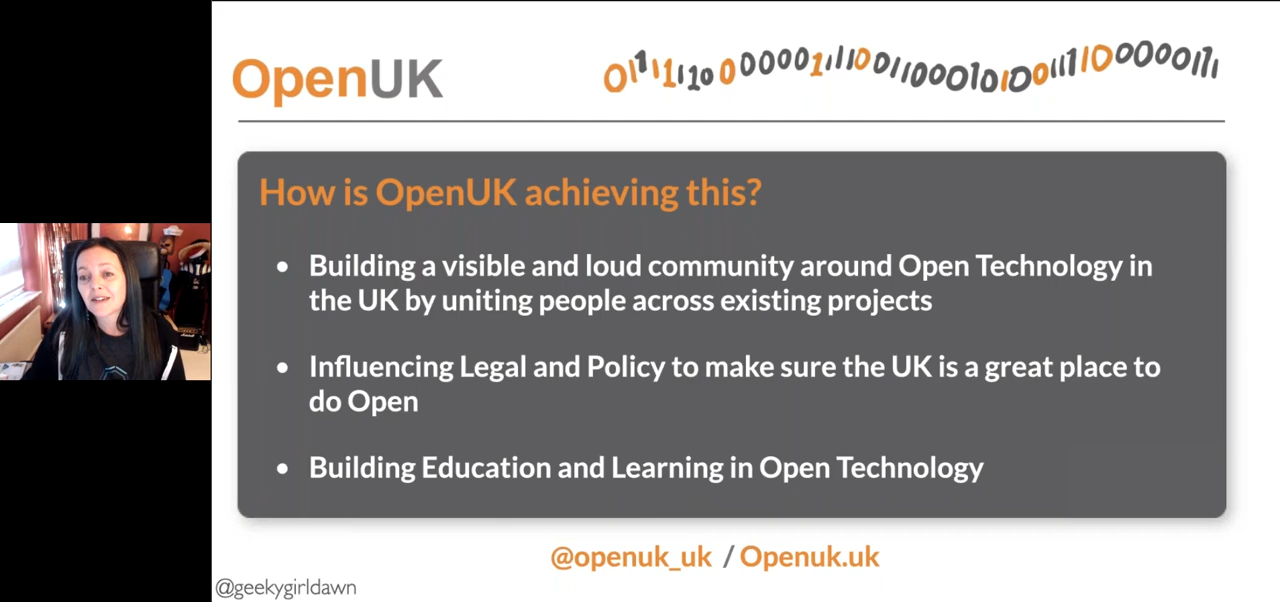 OpenUK
How is OpenUK achieving this?
• Building a visible and loud community around Open Technology in
the UK by uniting people across existing projects
• Influencing Legal and Policy to make sure the UK is a great place to
do Open
• Building Education and Learning in Open Technology
@openuk_uk / Openuk.uk
@geekygirldawn